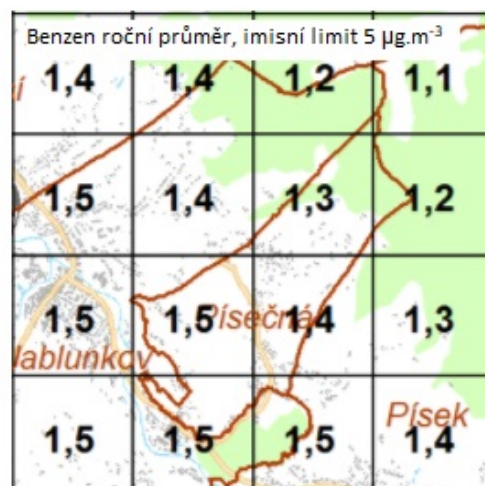 Benzen roční průměr, imisní limit 5 µg.m⁻³
1,4 1,4 1,2 1,1
1,5 1,4 1,3 1,2
1,5 1,5 Písečná 1,4 1,3
Jablunkov
Písek
1,5 1,5 1,5 1,4